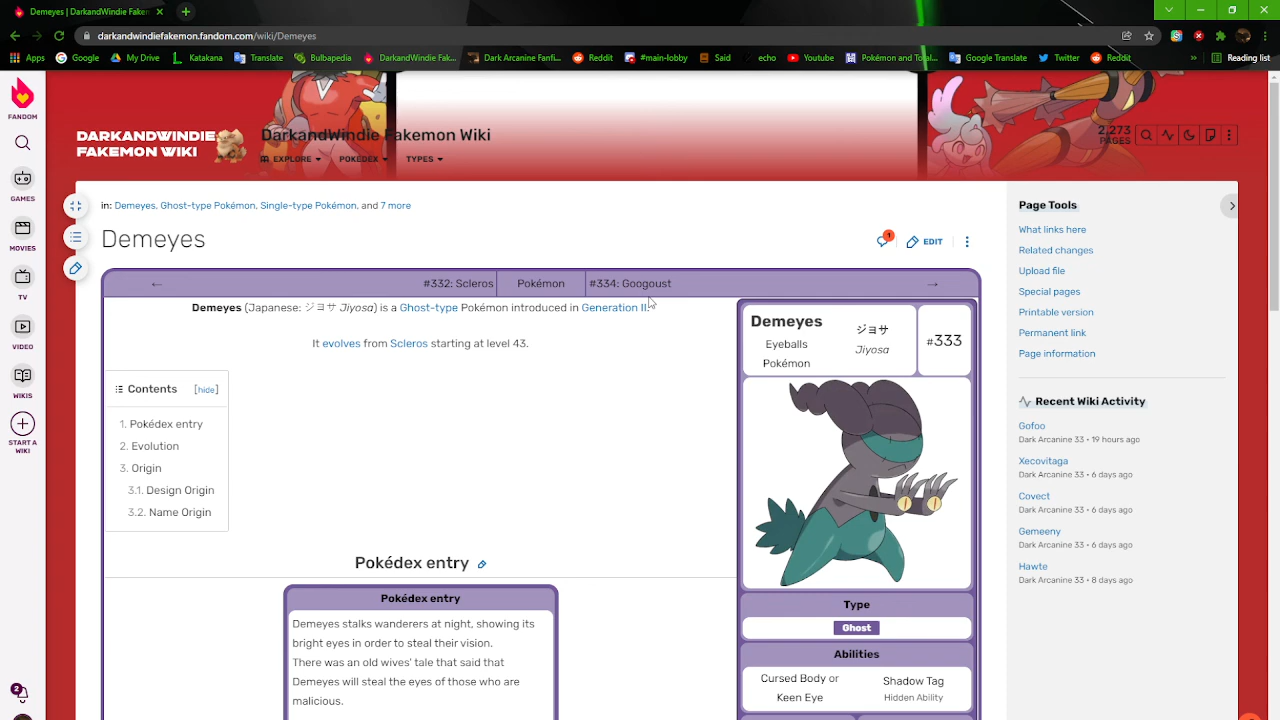 Demeyes | DarkandWindie Fakemo
darkandwindiefakemon.fandom.com/wiki/Demeyes
Apps Google My Drive Katakana Translate Bulbapedia DarkandWindie Fak... Dark Arcanine Fanfi... Reddit #main-lobby Said echo Youtube Pokémon and Total... Google Translate Twitter Reddit » Reading list
FANDOM
GAMES
MOVIES
TV
VIDEO
WIKIS
START A
WIKI
2
DARKANDWINDIE
FAKEMON WIKI
DarkandWindie Fakemon Wiki
EXPLORE POKÉDEX TYPES
2,273
PAGES
in: Demeyes, Ghost-type Pokémon, Single-type Pokémon, and 7 more
Demeyes
1
EDIT
← #332: Scleros Pokémon #334: Googoust →
Demeyes (Japanese: ジョサ Jiyosa) is a Ghost-type Pokémon introduced in Generation II.
It evolves from Scleros starting at level 43.
Contents [hide]
1. Pokédex entry
2. Evolution
3. Origin
3.1. Design Origin
3.2. Name Origin
Pokédex entry
Pokédex entry
Demeyes stalks wanderers at night, showing its
bright eyes in order to steal their vision.
There was an old wives' tale that said that
Demeyes will steal the eyes of those who are
malicious.
Demeyes
Eyeballs
Pokémon
ジョサ
Jiyosa
#333
Type
Ghost
Abilities
Cursed Body or
Keen Eye
Shadow Tag
Hidden Ability
Page Tools
What links here
Related changes
Upload file
Special pages
Printable version
Permanent link
Page information
Recent Wiki Activity
Gofoo
Dark Arcanine 33 • 19 hours ago
Xecovitaga
Dark Arcanine 33 • 6 days ago
Covect
Dark Arcanine 33 • 6 days ago
Gemeeny
Dark Arcanine 33 • 6 days ago
Hawte
Dark Arcanine 33 • 8 days ago